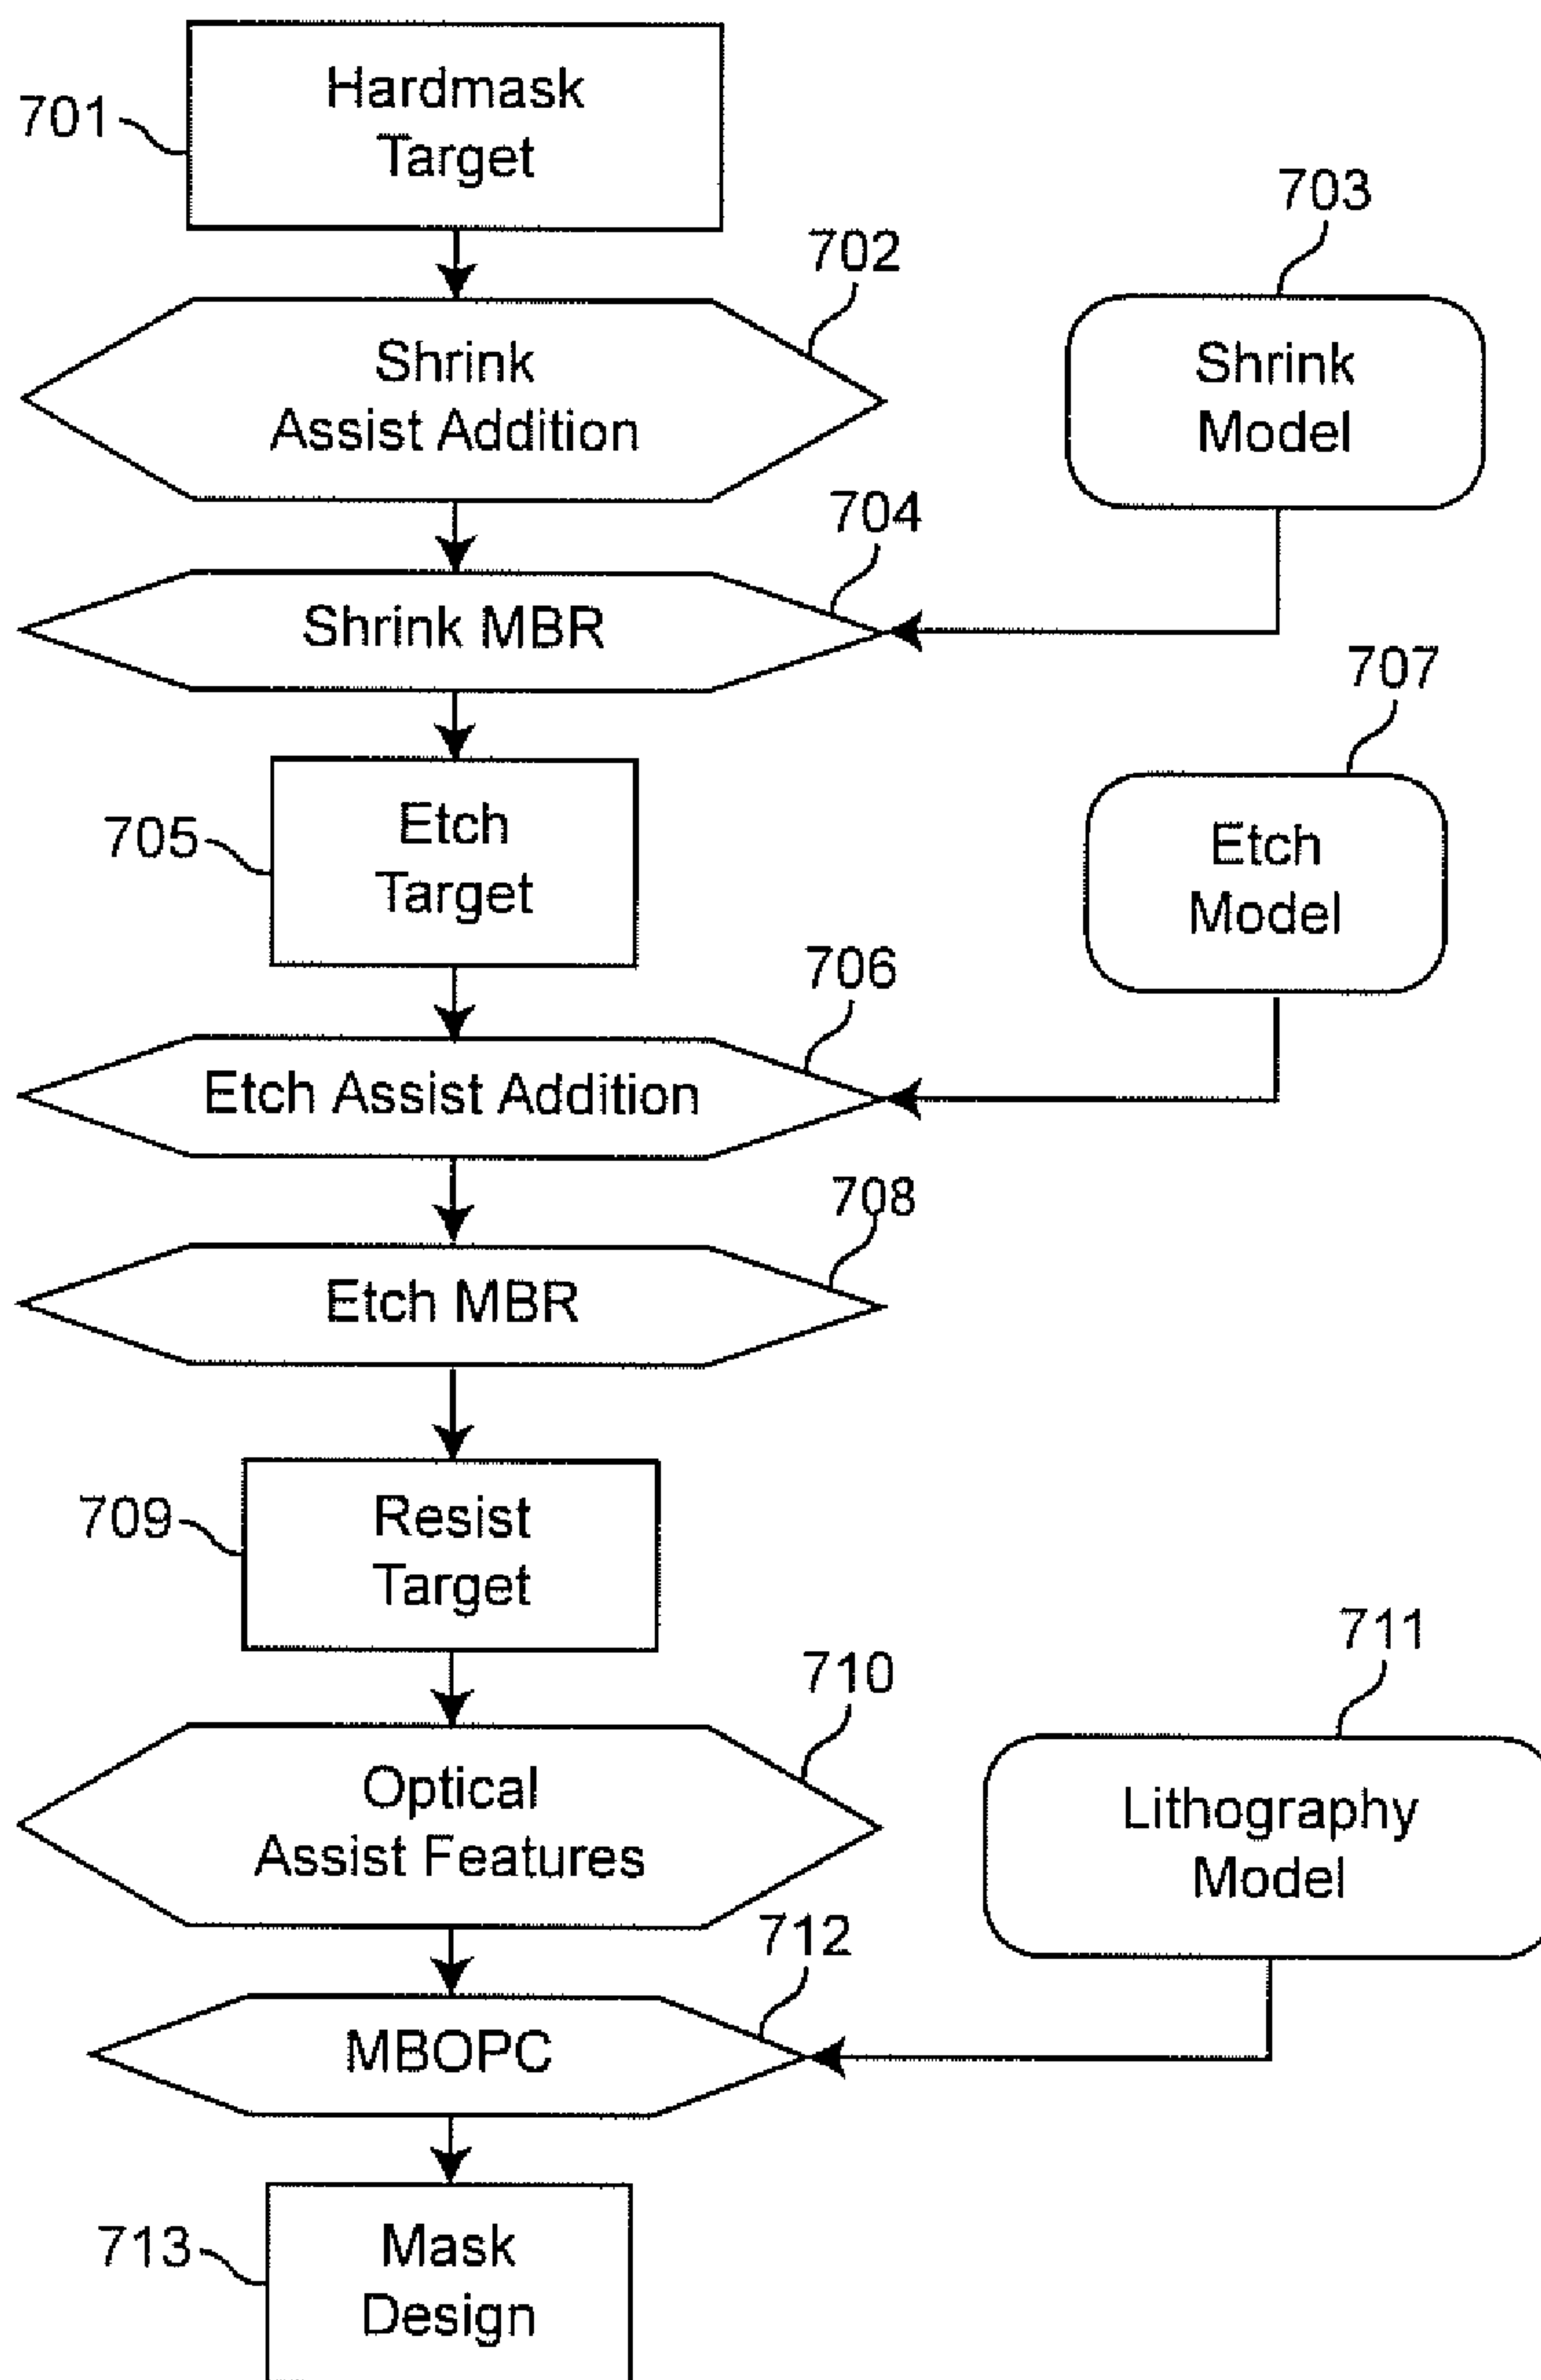 701
Hardmask
Target
702
703
Shrink
Assist Addition
Shrink
Model
704
Shrink MBR
707
705
Etch
Target
Etch
Model
706
Etch Assist Addition
708
Etch MBR
709
Resist
Target
710
711
Optical
Assist Features
Lithography
Model
712
MBOPC
713
Mask
Design